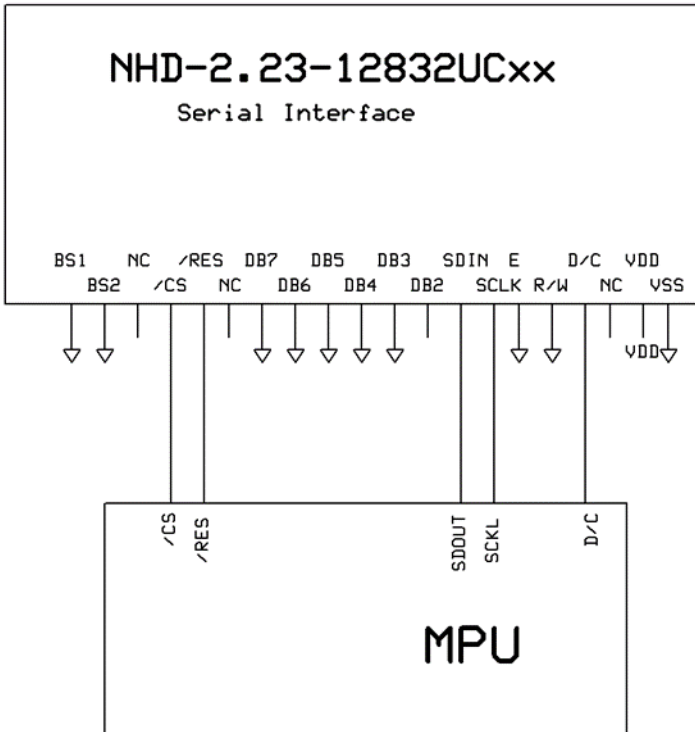 NHD-2.23-12832UCxx
Serial Interface
BS1 NC /RES DB7 DB5 DB3 SDIN E D/C VDD
BS2 /CS NC DB6 DB4 DB2 SCLK R/W NC VSS
VDD
/CS /RES SDOUT SCKL D/C
MPU